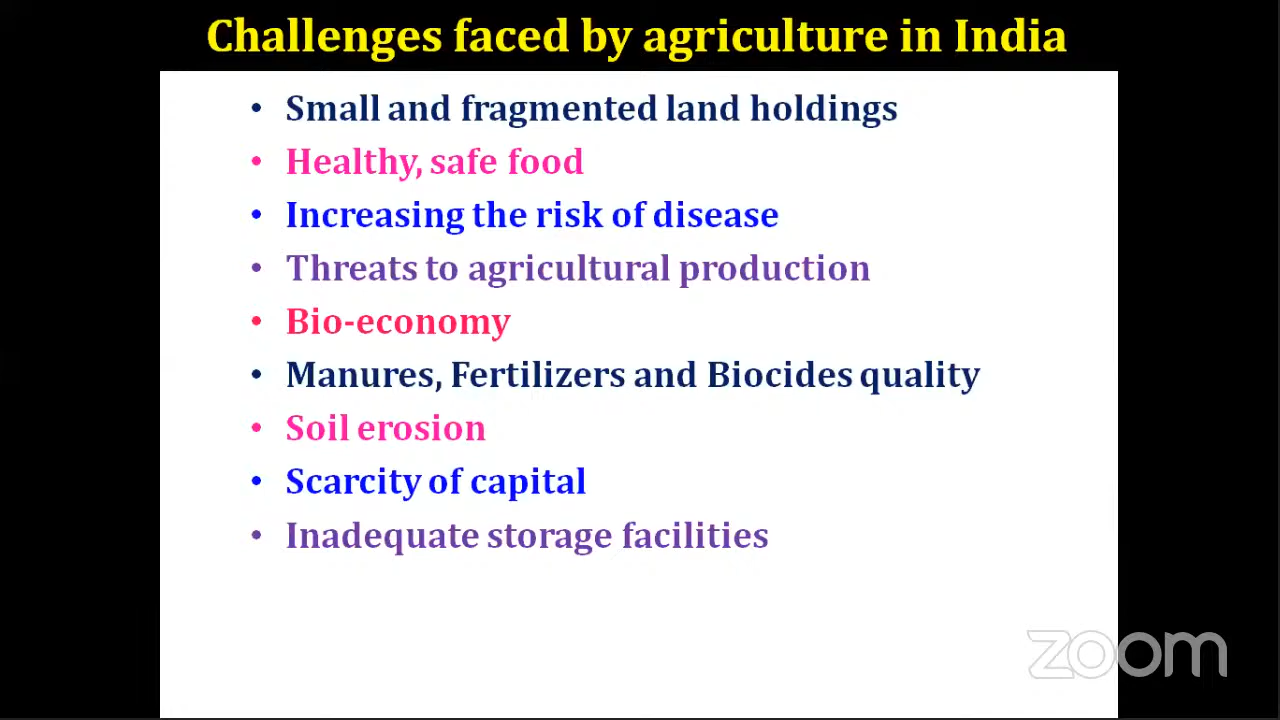 Challenges faced by agriculture in India
• Small and fragmented land holdings
• Healthy, safe food
• Increasing the risk of disease
• Threats to agricultural production
• Bio-economy
• Manures, Fertilizers and Biocides quality
• Soil erosion
• Scarcity of capital
• Inadequate storage facilities
zoom